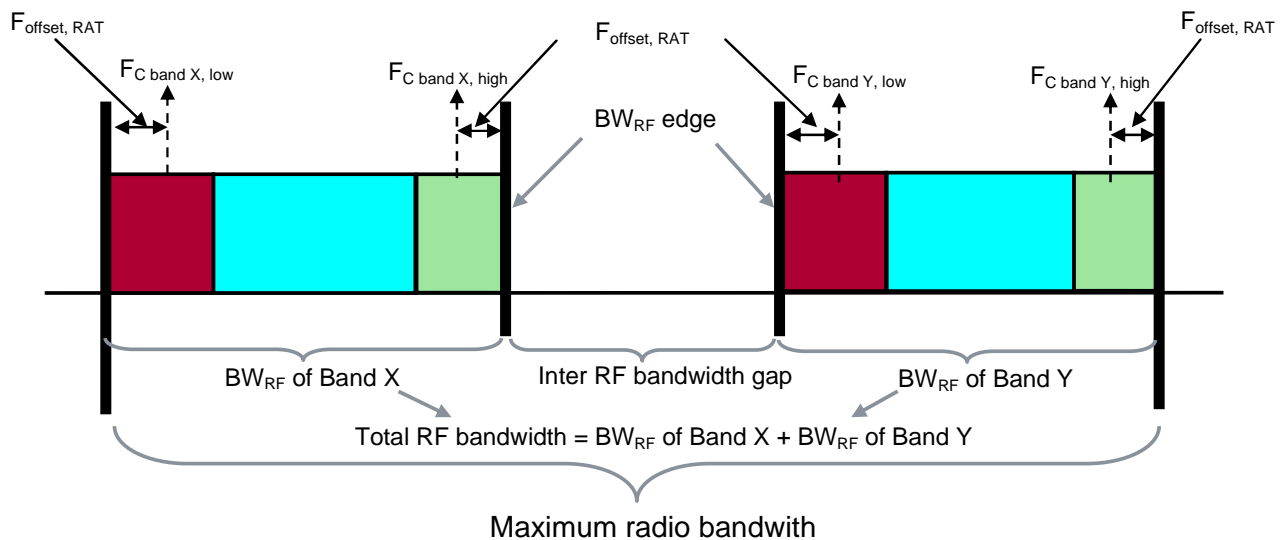 Foffset, RAT
Foffset, RAT
Foffset, RAT
FC band X, low
FC band X, high
FC band Y, low
FC band Y, high
BWRF edge
BWRF of Band X
Inter RF bandwidth gap
BWRF of Band Y
Total RF bandwidth = BWRF of Band X + BWRF of Band Y
Maximum radio bandwith